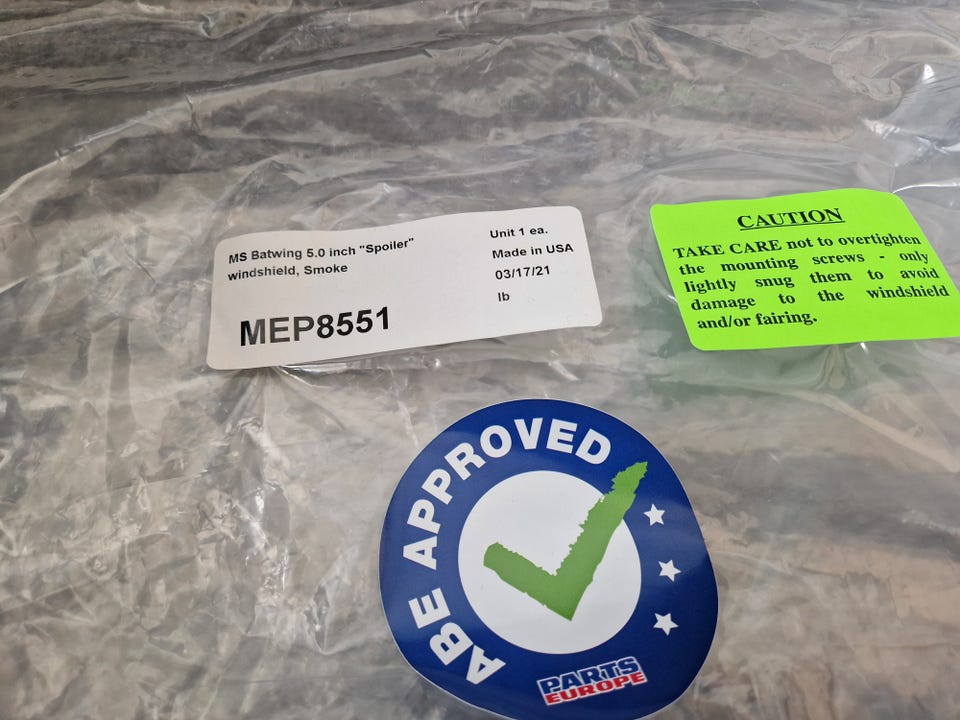 MS Batwing 5.0 inch "Spoiler"
windshield, Smoke
MEP8551
Unit 1 ea.
Made in USA
03/17/21
lb
CAUTION
TAKE CARE not to overtighten
the mounting screws - only
lightly snug them to avoid
damage to the windshield
and/or fairing.
ABE APPROVED
PARTS
EUROPE